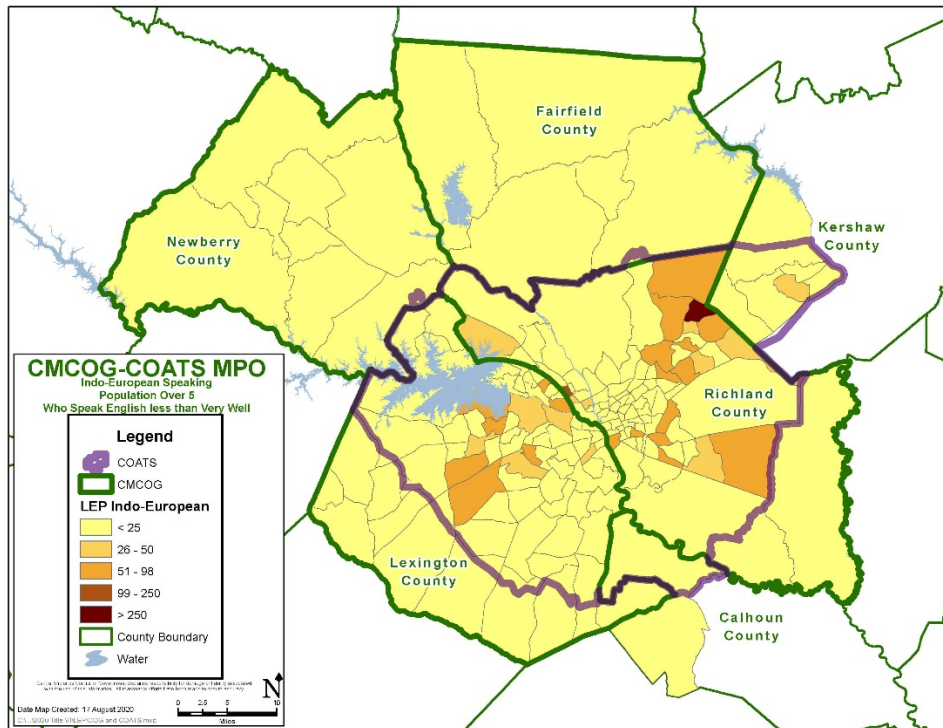 Fairfield
County
Newberry
County
Kershaw
County
Richland
County
Lexington
County
Calhoun
County
CMCOG-COATS MPO
Indo-European Speaking
Population Over 5
Who Speak English less than Very Well
Legend
COATS
CMCOG
LEP Indo-European
< 25
26 - 50
51 - 98
99 - 250
> 250
County Boundary
Water
N
Date Map Created: 17 August 2020
0 2.5 5 10
Miles